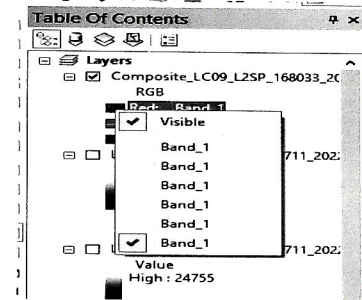 Table Of Contents
Layers
Composite_LC09_L2SP_168033_20
RGB
Red: Band_1
Visible
Band_1
711_202
Band_1
Band_1
Band_1
Band_1
Band_1
711_202
Value
High : 24755